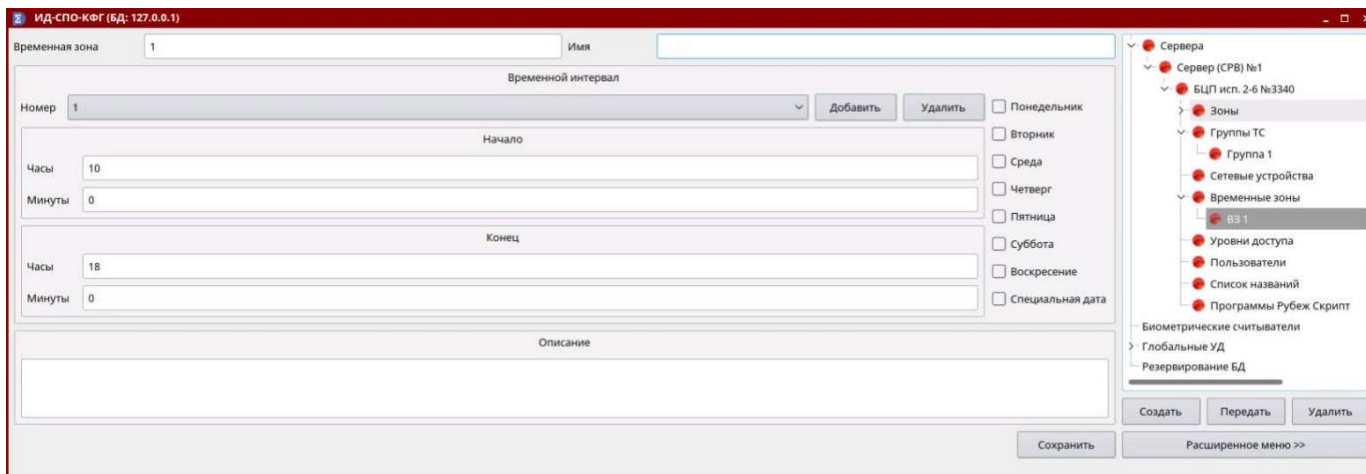 ИД-СПО-КФГ (БД: 127.0.0.1)
Временная зона 1 Имя
Временной интервал
Номер 1 Добавить Удалить
Начало
Часы 10
Минуты 0
Конец
Часы 18
Минуты 0
Понедельник
Вторник
Среда
Четверг
Пятница
Суббота
Воскресение
Специальная дата
Описание
Сохранить
Сервера
Сервер (СРВ) №1
БЦП исп. 2-6 №3340
Зоны
Группы ТС
Группа 1
Сетевые устройства
Временные зоны
ВЗ 1
Уровни доступа
Пользователи
Список названий
Программы Рубеж Скрипт
Биометрические считыватели
Глобальные УД
Резервирование БД
Создать Передать Удалить
Расширенное меню >>